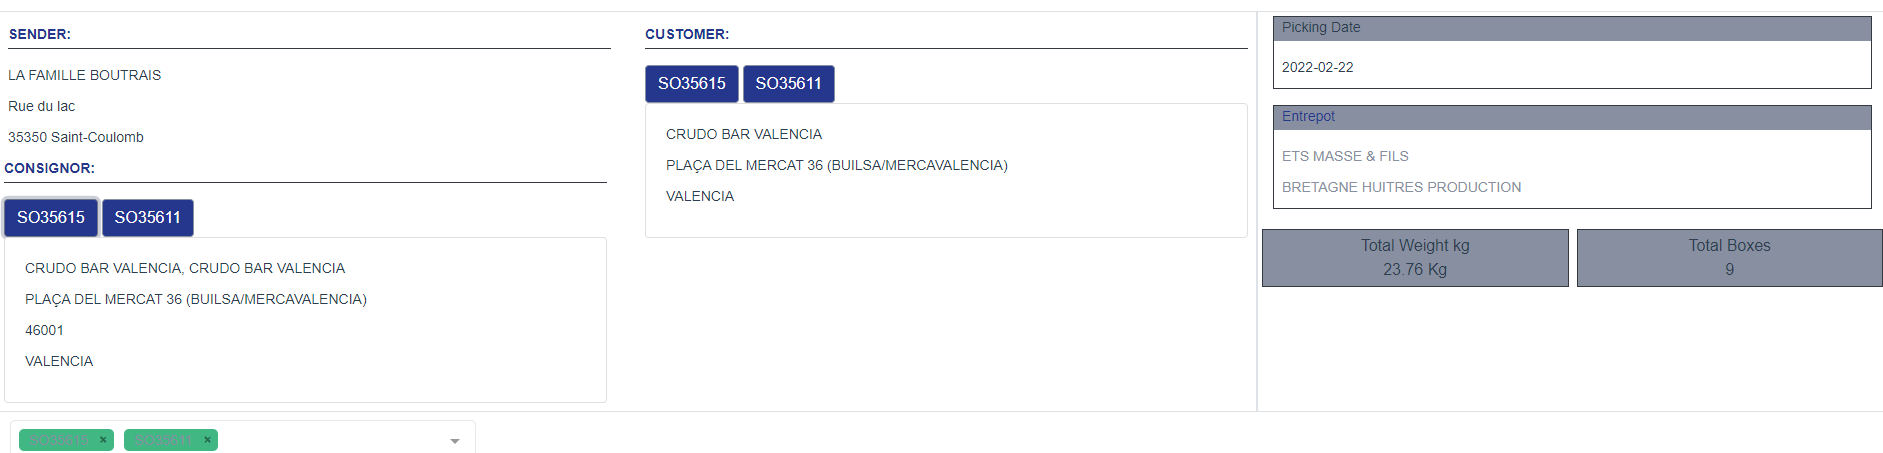 SENDER:
LA FAMILLE BOUTRAIS
Rue du lac
35350 Saint-Coulomb
CONSIGNOR:
SO35615 SO35611
CRUDO BAR VALENCIA, CRUDO BAR VALENCIA
PLAÇA DEL MERCAT 36 (BUILSA/MERCAVALENCIA)
46001
VALENCIA
CUSTOMER:
SO35615 SO35611
CRUDO BAR VALENCIA
PLAÇA DEL MERCAT 36 (BUILSA/MERCAVALENCIA)
VALENCIA
Picking Date
2022-02-22
Entrepot
ETS MASSE & FILS
BRETAGNE HUITRES PRODUCTION
Total Weight kg
23.76 Kg
Total Boxes
9
SO35615 × SO35611 ×